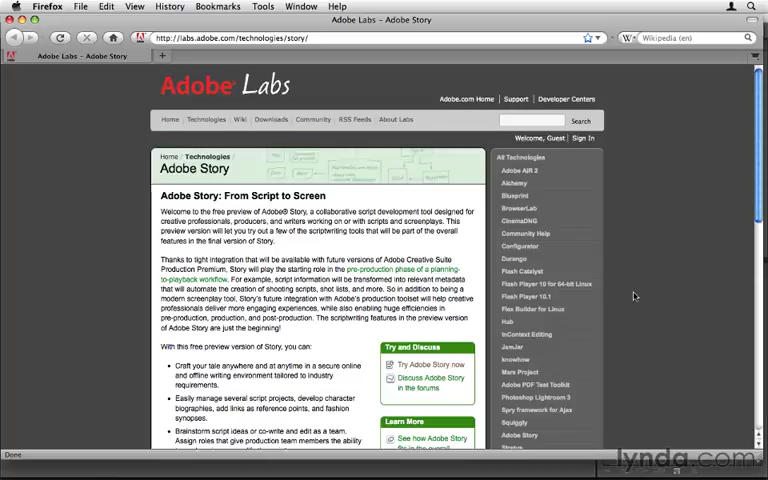 Firefox File Edit View History Bookmarks Tools Window Help
Adobe Labs – Adobe Story
http://labs.adobe.com/technologies/story/
Wikipedia (en)
Adobe Labs – Adobe Story
Adobe Labs
Adobe.com Home | Support | Developer Centers
Home Technologies Wiki Downloads Community RSS Feeds About Labs
Search
Welcome, Guest | Sign In
Home / Technologies /
Adobe Story
Adobe Story: From Script to Screen
Welcome to the free preview of Adobe® Story, a collaborative script development tool designed for
creative professionals, producers, and writers working on or with scripts and screenplays. This
preview version will let you try out a few of the scriptwriting tools that will be part of the overall
features in the final version of Story.
Thanks to tight integration that will be available with future versions of Adobe Creative Suite
Production Premium, Story will play the starting role in the pre-production phase of a planning-
to-playback workflow. For example, script information will be transformed into relevant metadata
that will automate the creation of shooting scripts, shot lists, and more. So in addition to being a
modern screenplay tool, Story's future integration with Adobe's production toolset will help creative
professionals deliver more engaging experiences, while also enabling huge efficiencies in
pre-production, production, and post-production. The scriptwriting features in the preview version
of Adobe Story are just the beginning!
With this free preview version of Story, you can:
Craft your tale anywhere and at anytime in a secure online
and offline writing environment tailored to industry
requirements.
Easily manage several script projects, develop character
biographies, add links as reference points, and fashion
synopses.
Brainstorm script ideas or co-write and edit as a team.
Assign roles that give production team members the ability
Try and Discuss
Try Adobe Story now
Discuss Adobe Story
in the forums
Learn More
See how Adobe Story
fits in the overall
All Technologies
Adobe AIR 2
Alchemy
Blueprint
BrowserLab
CinemaDNG
Community Help
Configurator
Durango
Flash Catalyst
Flash Player 10 for 64-bit Linux
Flash Player 10.1
Flex Builder for Linux
Hub
InContext Editing
JamJar
knowhow
Mars Project
Adobe PDF Test Toolkit
Photoshop Lightroom 3
Spry framework for Ajax
Squiggly
Adobe Story
Stratus
Done
lynda.com